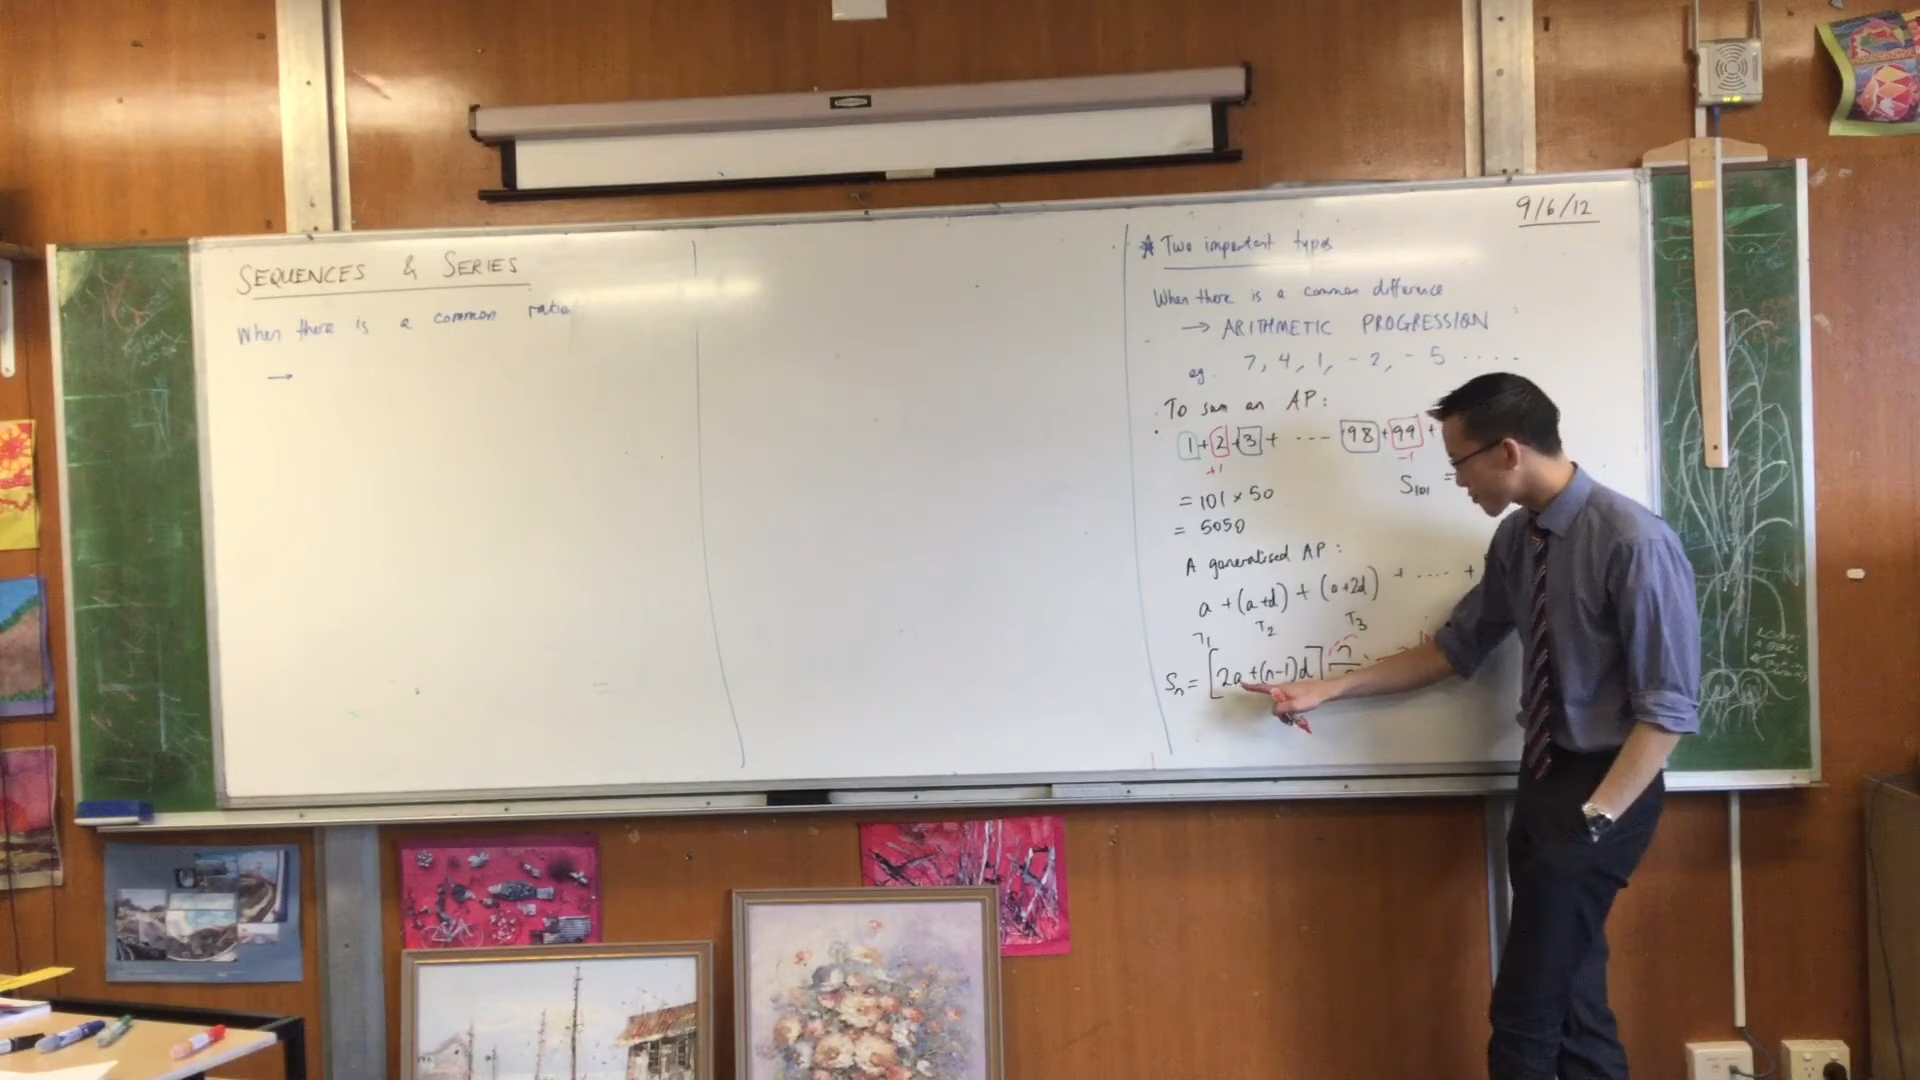 SEQUENCES & SERIES
When there is a common ratio
→
9/6/12
* Two important types
When there is a common difference
→ ARITHMETIC PROGRESSION
eg. 7, 4, 1, -2, -5 .....
To sum an AP:
1 + 2 + 3 + .... 98 + 99 +
+1 -1
S₁₀₁ =
= 101 × 50
= 5050
A generalised AP:
a + (a+d) + (a+2d) + ..... +
T₁ T₂ T₃
Sₙ = [2a+(n-1)d] n